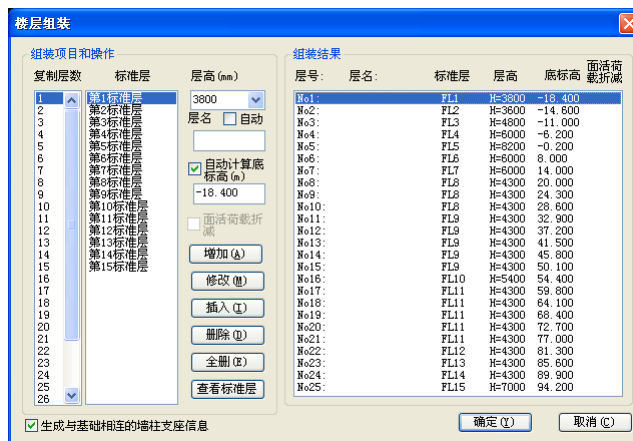 楼层组装
组装项目和操作
复制层数 标准层 层高(mm)
1
2
3
4
5
6
7
8
9
10
11
12
13
14
15
16
17
18
19
20
21
22
23
24
25
26
第1标准层
第2标准层
第3标准层
第4标准层
第5标准层
第6标准层
第7标准层
第8标准层
第9标准层
第10标准层
第11标准层
第12标准层
第13标准层
第14标准层
第15标准层
3800
层名 自动
自动计算底
标高(m)
-18.400
面活荷载折
减
增加(A)
修改(M)
插入(I)
删除(D)
全删(E)
查看标准层
组装结果
层号: 层名: 标准层 层高 底标高 面活荷
载折减
No1: FL1 H=3800 -18.400
No2: FL2 H=3600 -14.600
No3: FL3 H=4800 -11.000
No4: FL4 H=6000 -6.200
No5: FL5 H=8200 -0.200
No6: FL6 H=6000 8.000
No7: FL7 H=6000 14.000
No8: FL8 H=4300 20.000
No9: FL8 H=4300 24.300
No10: FL8 H=4300 28.600
No11: FL9 H=4300 32.900
No12: FL9 H=4300 37.200
No13: FL9 H=4300 41.500
No14: FL9 H=4300 45.800
No15: FL9 H=4300 50.100
No16: FL10 H=5400 54.400
No17: FL11 H=4300 59.800
No18: FL11 H=4300 64.100
No19: FL11 H=4300 68.400
No20: FL11 H=4300 72.700
No21: FL11 H=4300 77.000
No22: FL12 H=4300 81.300
No23: FL13 H=4300 85.600
No24: FL14 H=4300 89.900
No25: FL15 H=7000 94.200
生成与基础相连的墙柱支座信息
确定(Y)
取消(C)